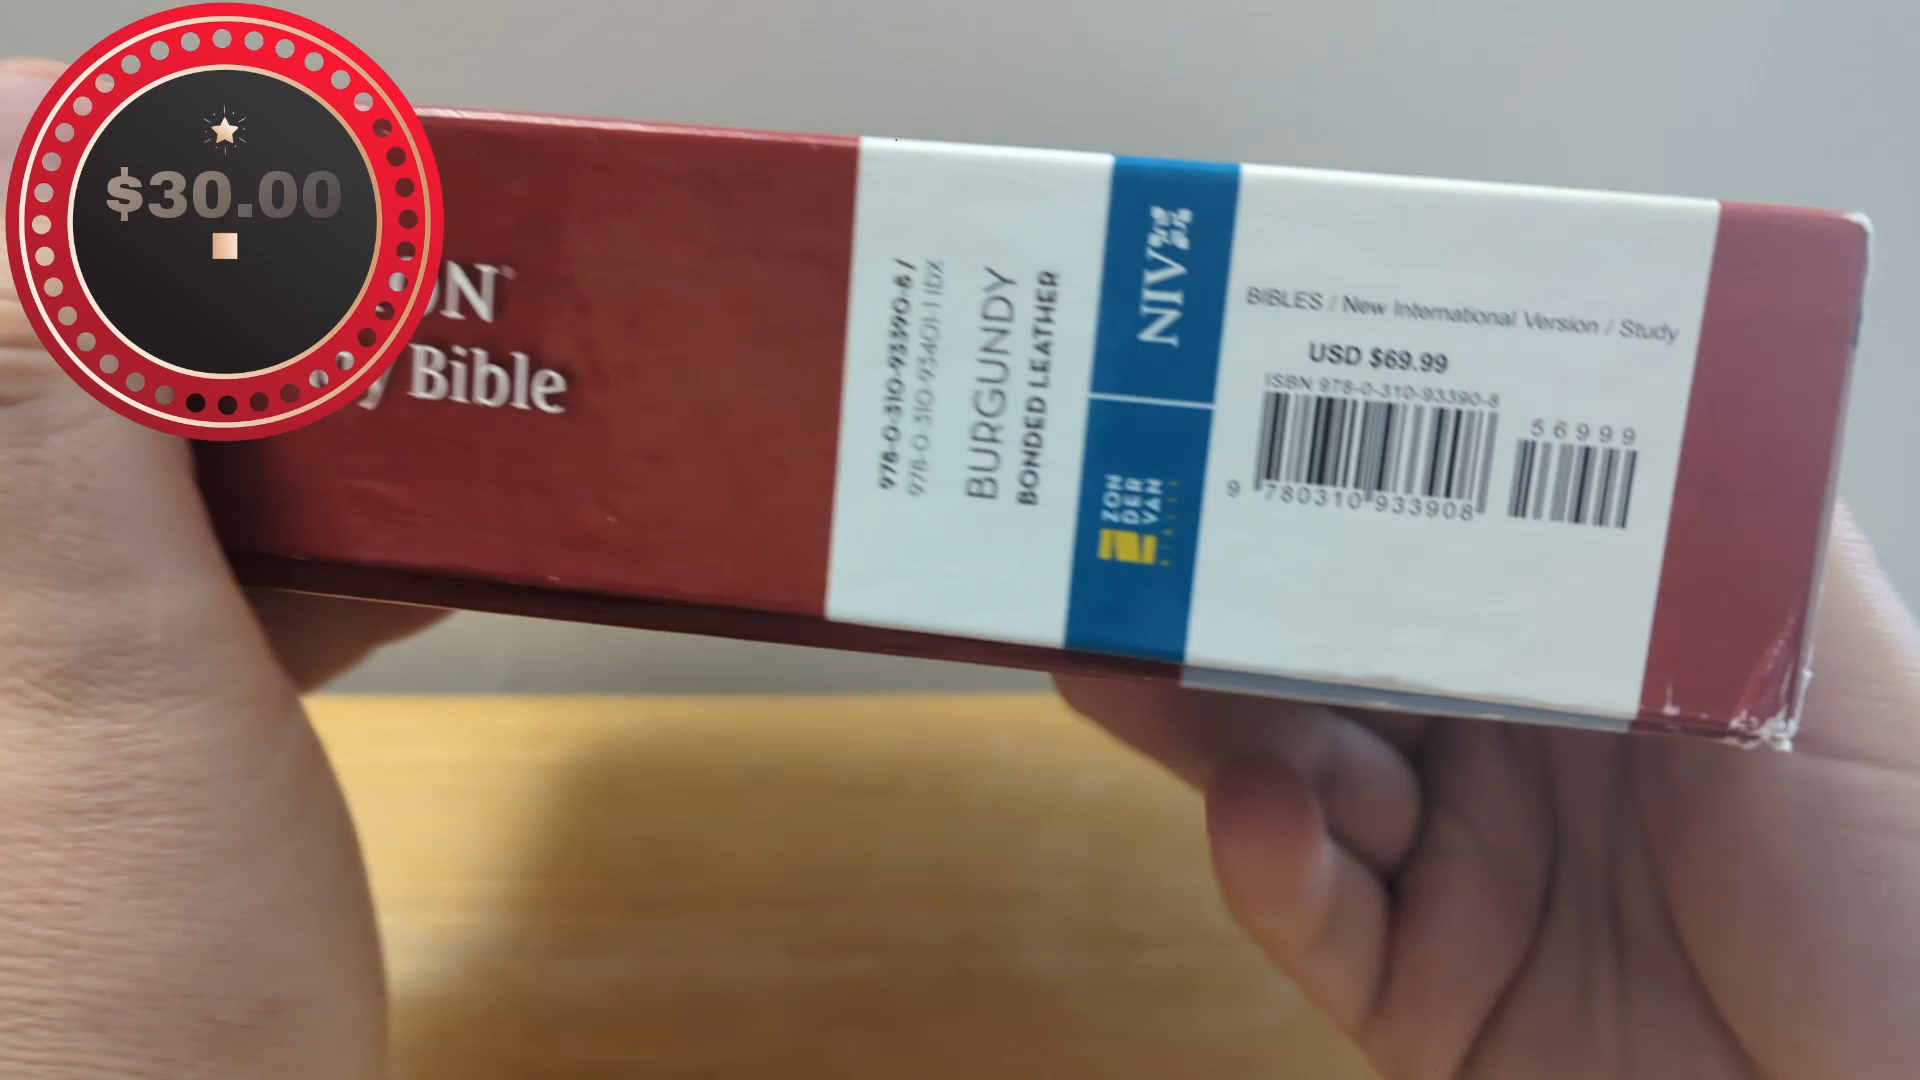 $30.00
ON
Bible
978-0-310-93390-8 /
978-0-310-93401-1 IDX
BURGUNDY
BONDED LEATHER
NIV
ZON
DER
VAN
BIBLES / New International Version / Study
USD $69.99
ISBN 978-0-310-93390-8
56999
9 780310 933908